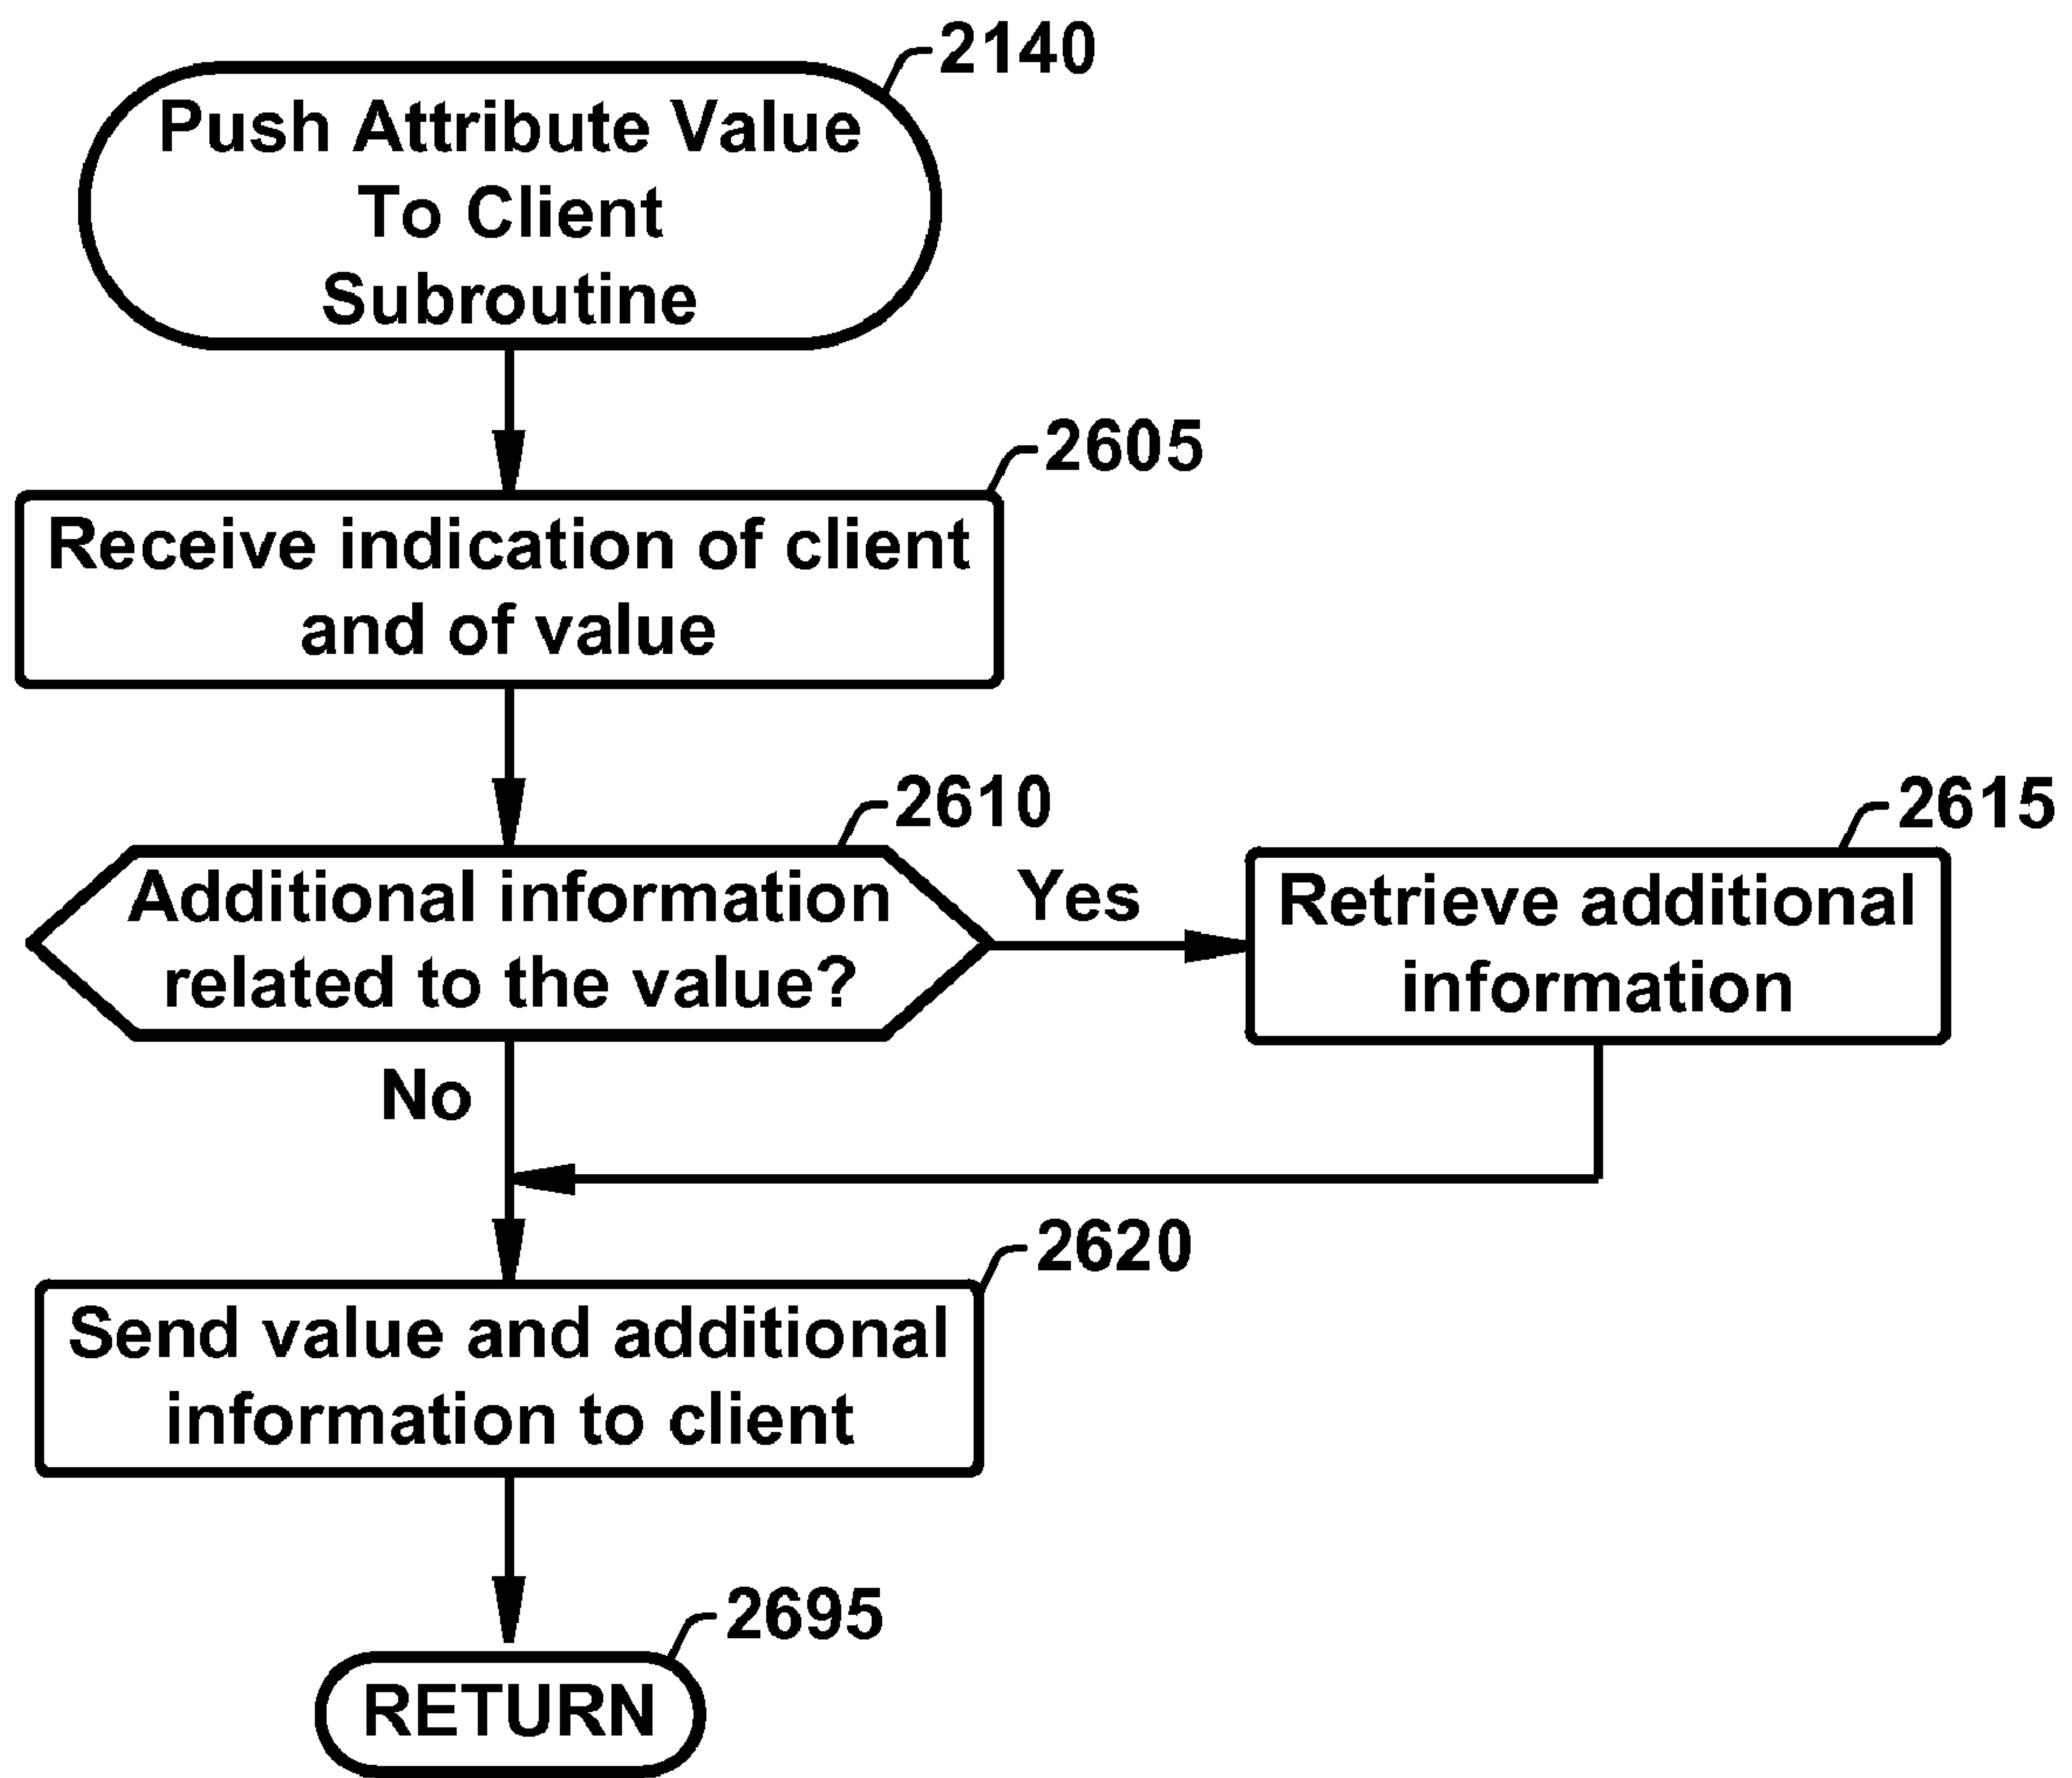 2140
Push Attribute Value
To Client
Subroutine
2605
Receive indication of client
and of value
2610
Additional information
related to the value?
Yes
2615
Retrieve additional
information
No
2620
Send value and additional
information to client
2695
RETURN